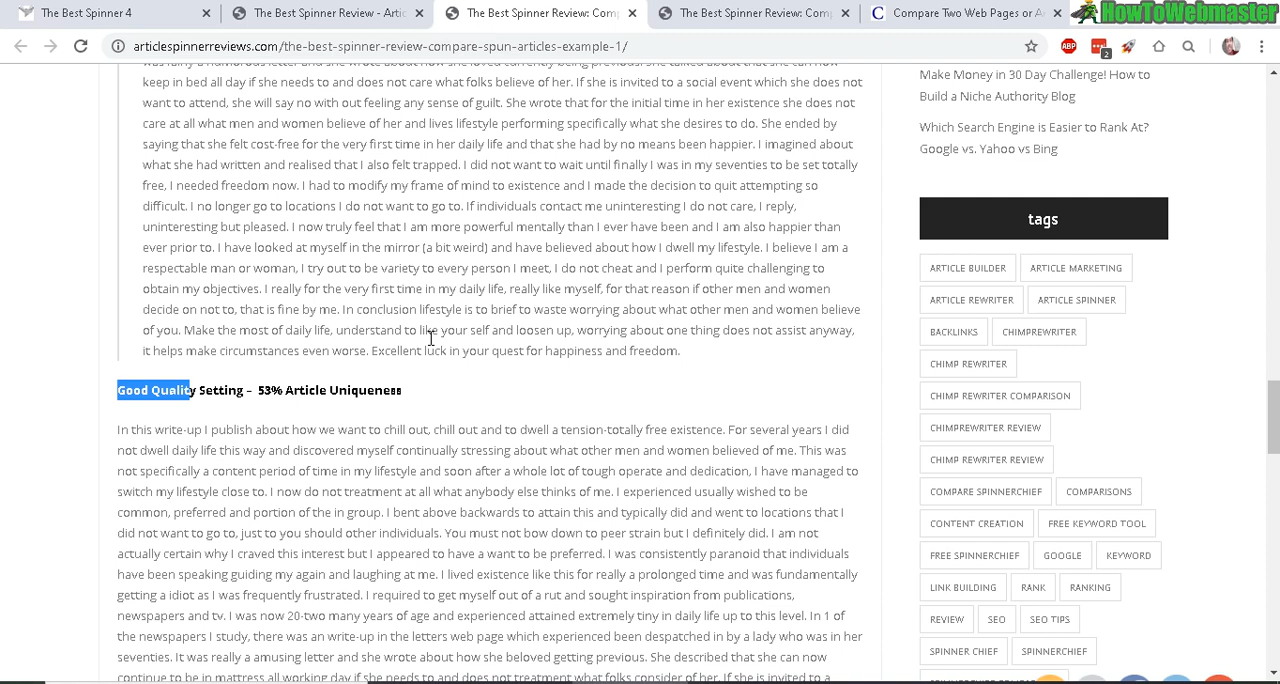 The Best Spinner 4
The Best Spinner Review - Artic
The Best Spinner Review: Com
The Best Spinner Review: Com
Compare Two Web Pages or A
HowToWebmaster
articlespinnerreviews.com/the-best-spinner-review-compare-spun-articles-example-1/
ABP
2
keep in bed all day if she needs to and does not care what folks believe of her. If she is invited to a social event which she does not
want to attend, she will say no with out feeling any sense of guilt. She wrote that for the initial time in her existence she does not
care at all what men and women believe of her and lives lifestyle performing specifically what she desires to do. She ended by
saying that she felt cost-free for the very first time in her daily life and that she had by no means been happier. I imagined about
what she had written and realised that I also felt trapped. I did not want to wait until finally I was in my seventies to be set totally
free, I needed freedom now. I had to modify my frame of mind to existence and I made the decision to quit attempting so
difficult. I no longer go to locations I do not want to go to. If individuals contact me uninteresting I do not care, I reply,
uninteresting but pleased. I now truly feel that I am more powerful mentally than I ever have been and I am also happier than
ever prior to. I have looked at myself in the mirror (a bit weird) and have believed about how I dwell my lifestyle. I believe I am a
respectable man or woman, I try out to be variety to every person I meet, I do not cheat and I perform quite challenging to
obtain my objectives. I really for the very first time in my daily life, really like myself, for that reason if other men and women
decide on not to, that is fine by me. In conclusion lifestyle is to brief to waste worrying about what other men and women believe
of you. Make the most of daily life, understand to like your self and loosen up, worrying about one thing does not assist anyway,
it helps make circumstances even worse. Excellent luck in your quest for happiness and freedom.
Good Quality Setting – 53% Article Uniqueness
In this write-up I publish about how we want to chill out, chill out and to dwell a tension-totally free existence. For several years I did
not dwell daily life this way and discovered myself continually stressing about what other men and women believed of me. This was
not specifically a content period of time in my lifestyle and soon after a whole lot of tough operate and dedication, I have managed to
switch my lifestyle close to. I now do not treatment at all what anybody else thinks of me. I experienced usually wished to be
common, preferred and portion of the in group. I bent above backwards to attain this and typically did and went to locations that I
did not want to go to, just to you should other individuals. You must not bow down to peer strain but I definitely did. I am not
actually certain why I craved this interest but I appeared to have a want to be preferred. I was consistently paranoid that individuals
have been speaking guiding my again and laughing at me. I lived existence like this for really a prolonged time and was fundamentally
getting a idiot as I was frequently frustrated. I required to get myself out of a rut and sought inspiration from publications,
newspapers and tv. I was now 20-two many years of age and experienced attained extremely tiny in daily life up to this level. In 1 of
the newspapers I study, there was an write-up in the letters web page which experienced been despatched in by a lady who was in her
seventies. It was really a amusing letter and she wrote about how she beloved getting previous. She described that she can now
continue to be in mattress all working day if she needs to and does not treatment what folks consider of her. If she is invited to a
Make Money in 30 Day Challenge! How to
Build a Niche Authority Blog
Which Search Engine is Easier to Rank At?
Google vs. Yahoo vs Bing
tags
ARTICLE BUILDER ARTICLE MARKETING
ARTICLE REWRITER ARTICLE SPINNER
BACKLINKS CHIMPREWRITER
CHIMP REWRITER
CHIMP REWRITER COMPARISON
CHIMPREWRITER REVIEW
CHIMP REWRITER REVIEW
COMPARE SPINNERCHIEF COMPARISONS
CONTENT CREATION FREE KEYWORD TOOL
FREE SPINNERCHIEF GOOGLE KEYWORD
LINK BUILDING RANK RANKING
REVIEW SEO SEO TIPS
SPINNER CHIEF SPINNERCHIEF